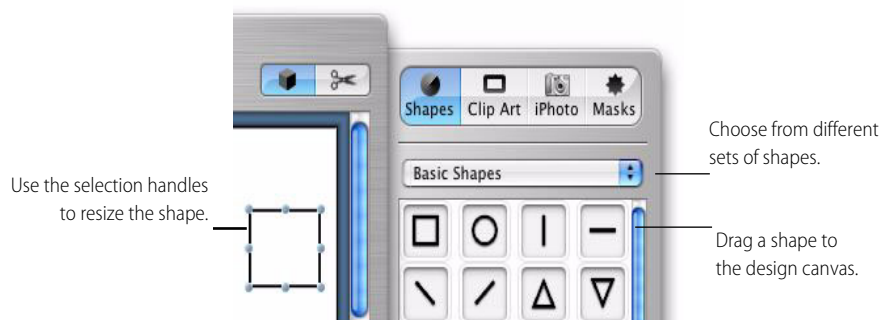 Shapes Clip Art iPhoto Masks
Choose from different
sets of shapes.
Basic Shapes
Use the selection handles
to resize the shape.
Drag a shape to
the design canvas.